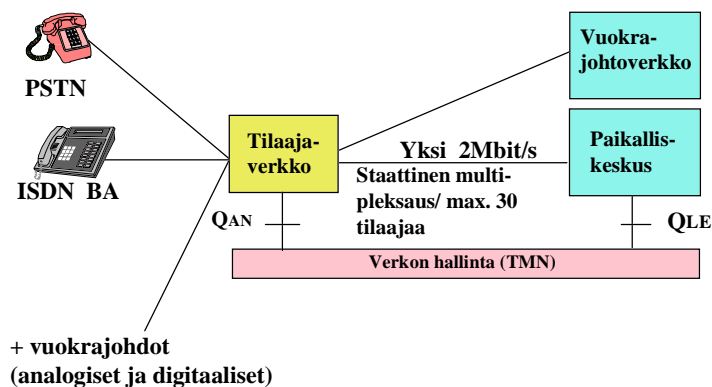 PSTN
ISDN BA
Tilaaja-
verkko
Vuokra-
johtoverkko
Yksi 2Mbit/s
Paikallis-
keskus
Staattinen multi-
pleksaus/ max. 30
tilaajaa
QAN
QLE
Verkon hallinta (TMN)
+ vuokrajohdot
(analogiset ja digitaaliset)